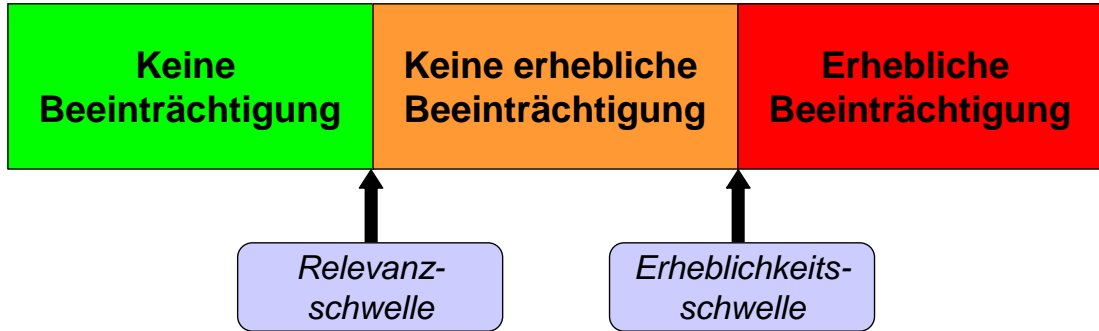 Keine
Beeinträchtigung
Keine erhebliche
Beeinträchtigung
Erhebliche
Beeinträchtigung
Relevanz-
schwelle
Erheblichkeits-
schwelle